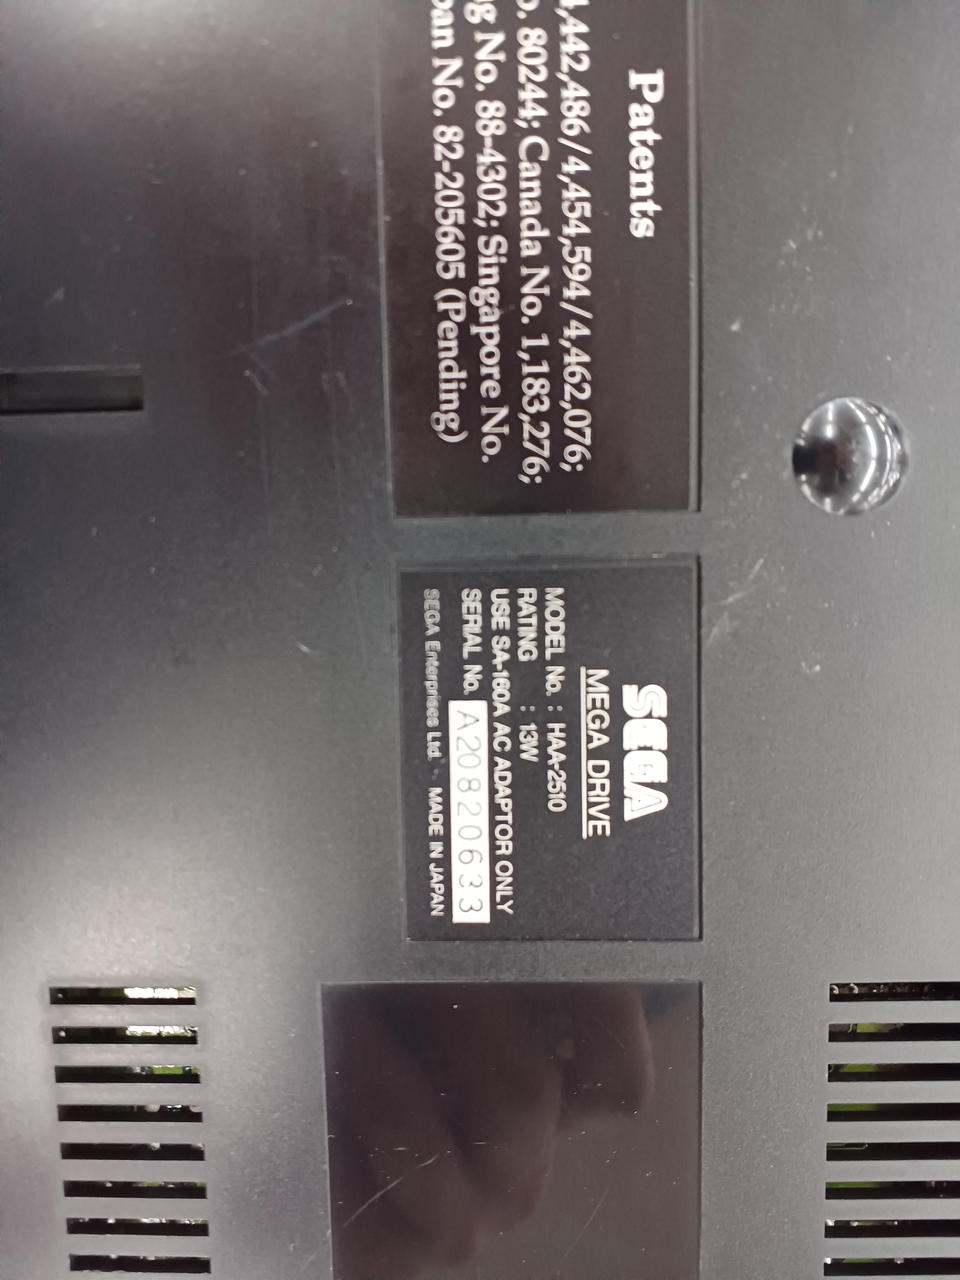 Patents
4,442,486/4,454,594/4,462,076;
80244; Canada No. 1,183,276;
No. 88-4302; Singapore No.
No. 82-205605 (Pending)
SEGA
MEGA DRIVE
MODEL No. : HAA-2510
RATING : 13W
USE SA-160A AC ADAPTOR ONLY
SERIAL No. A20820633
SEGA Enterprises Ltd. MADE IN JAPAN